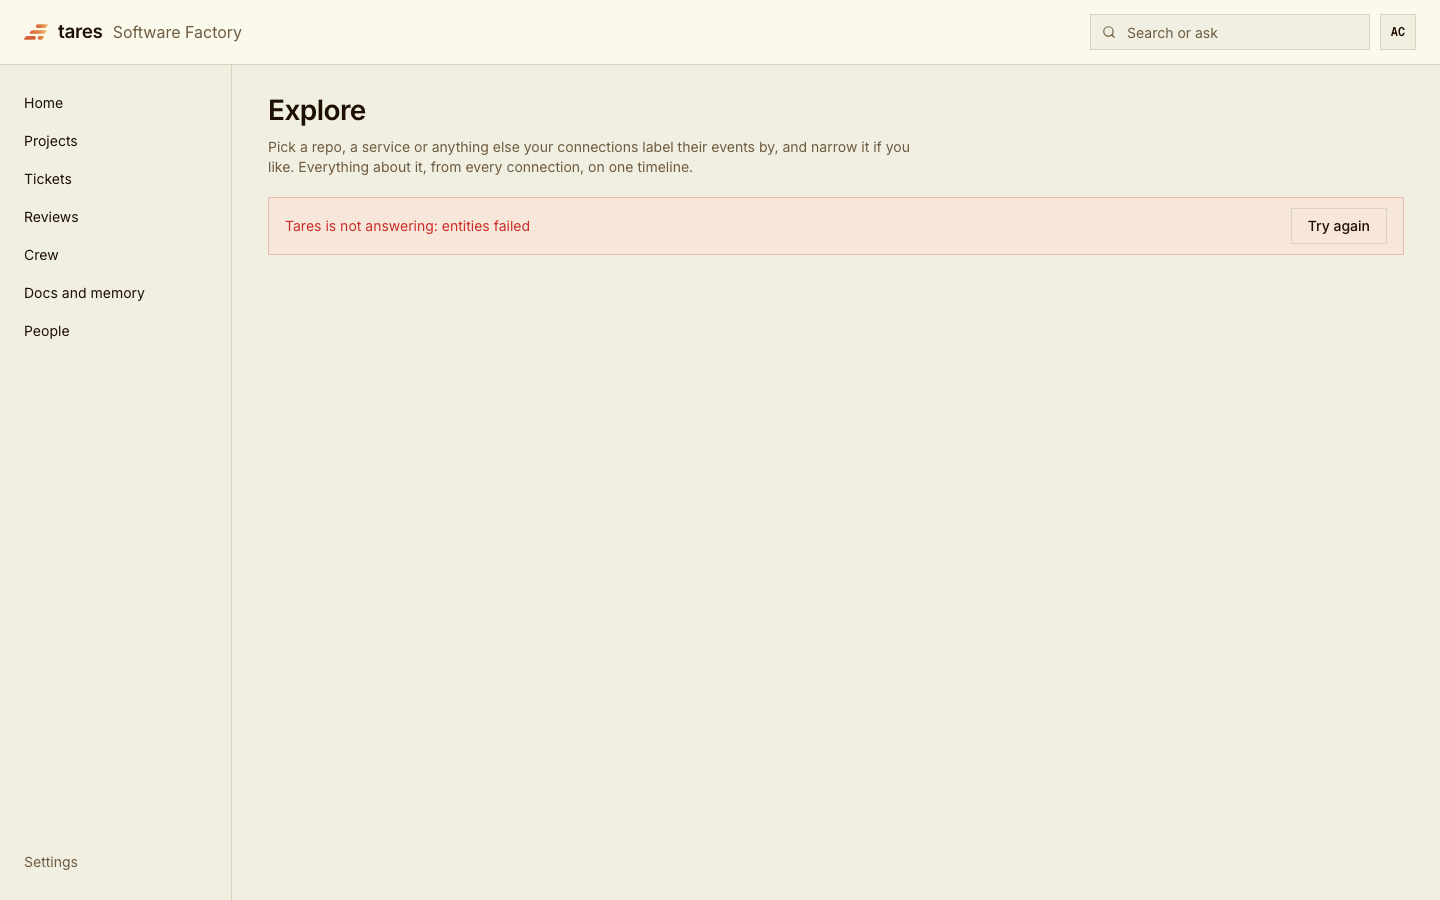 tares Software Factory
Search or ask
AC
Home
Projects
Tickets
Reviews
Crew
Docs and memory
People
Settings
Explore
Pick a repo, a service or anything else your connections label their events by, and narrow it if you
like. Everything about it, from every connection, on one timeline.
Tares is not answering: entities failed
Try again